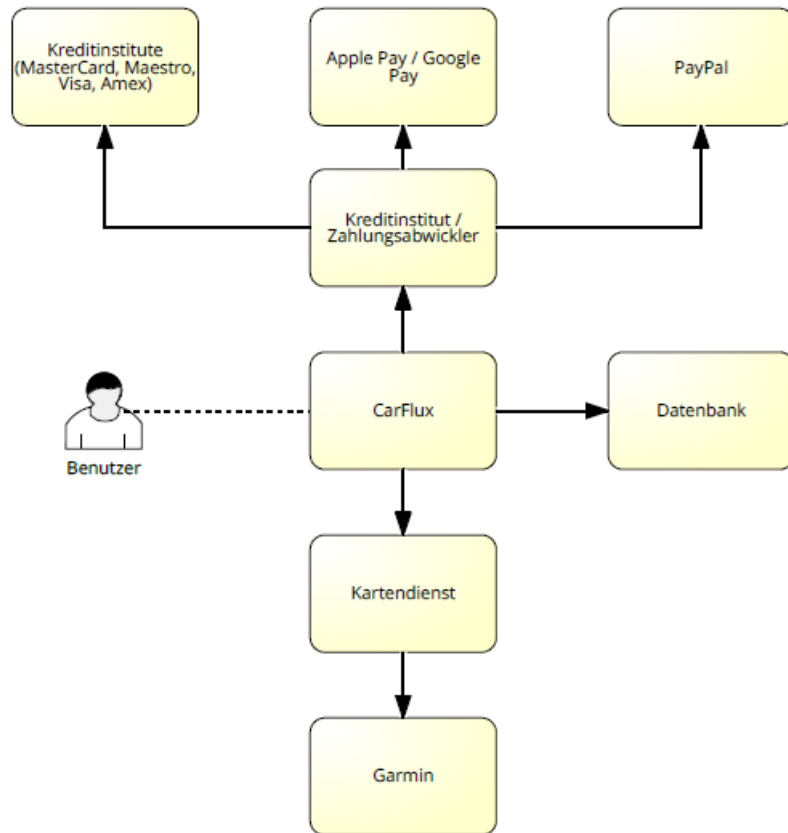 Kreditinstitute
(MasterCard, Maestro,
Visa, Amex)
Apple Pay / Google
Pay
PayPal
Kreditinstitut /
Zahlungsabwickler
CarFlux
Datenbank
Benutzer
Kartendienst
Garmin